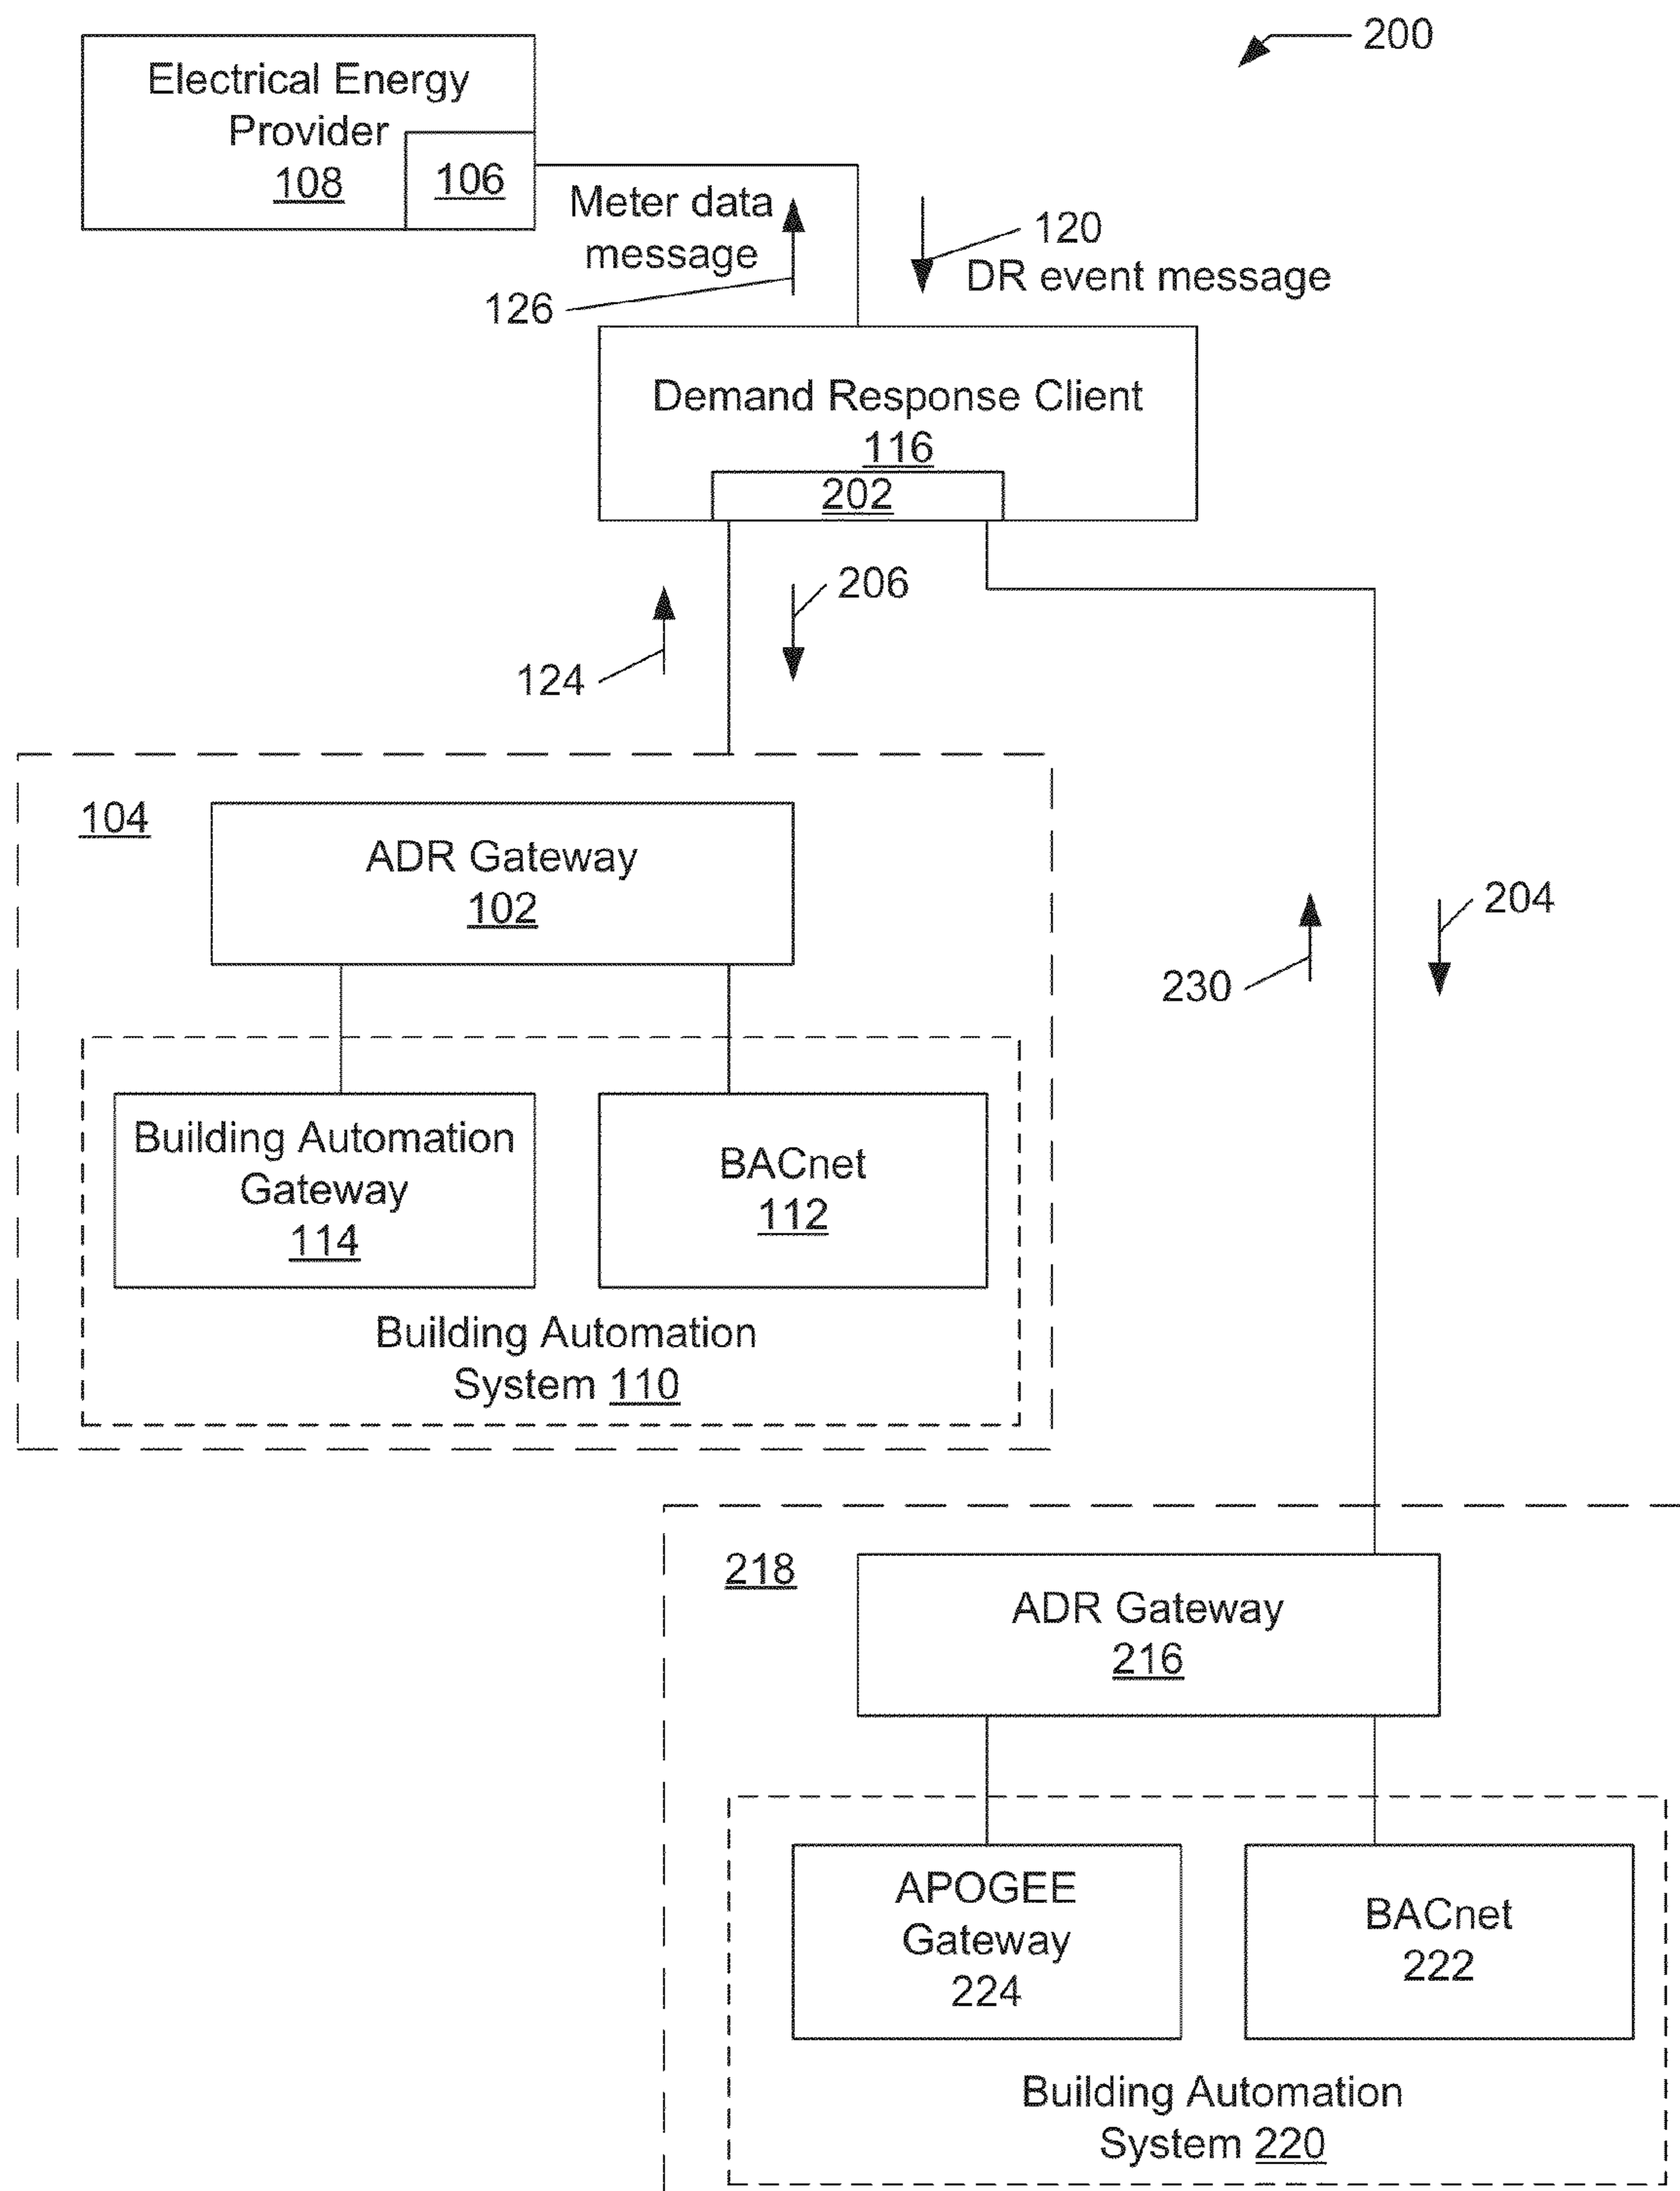 200
Electrical Energy
Provider
108
106
Meter data
message
126
120
DR event message
Demand Response Client
116
202
206
124
104
ADR Gateway
102
204
230
Building Automation
Gateway
114
BACnet
112
Building Automation
System 110
218
ADR Gateway
216
APOGEE
Gateway
224
BACnet
222
Building Automation
System 220